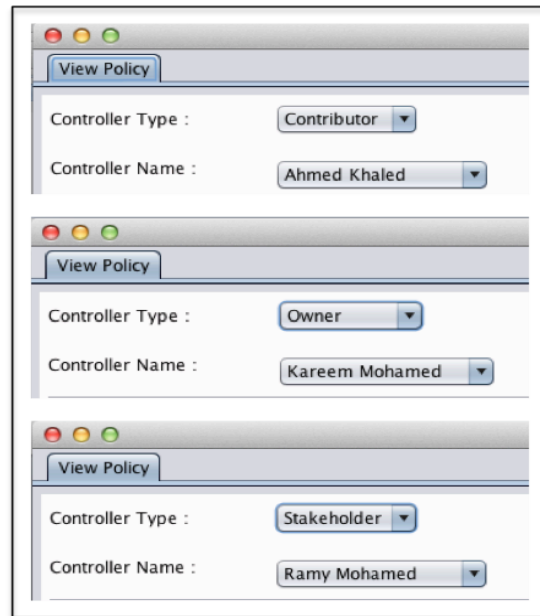 View Policy
Controller Type : Contributor
Controller Name : Ahmed Khaled
View Policy
Controller Type : Owner
Controller Name : Kareem Mohamed
View Policy
Controller Type : Stakeholder
Controller Name : Ramy Mohamed